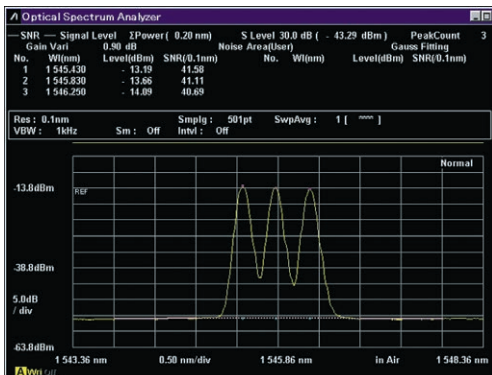 Optical Spectrum Analyzer
SNR — Signal Level ΣPower( 0.20 nm) S Level 30.0 dB ( - 43.29 dBm ) PeakCount 3
Gain Vari 0.90 dB Noise Area(User) Gauss Fitting
No. Wl(nm) Level(dBm) SNR(/0.1nm) No. Wl(nm) Level(dBm) SNR(/0.1nm)
1 1 545.430 - 13.19 41.58
2 1 545.830 - 13.66 41.11
3 1 546.250 - 14.09 40.69
Res : 0.1nm Smplg : 501pt SwpAvg : 1 [ ]
VBW : 1kHz Sm : Off Intvl : Off
Normal
-13.8dBm REF
-38.8dBm
5.0dB
/ div
-63.8dBm
1 543.36 nm 0.50 nm/div 1 545.86 nm in Air 1 548.36 nm
A Wri Off